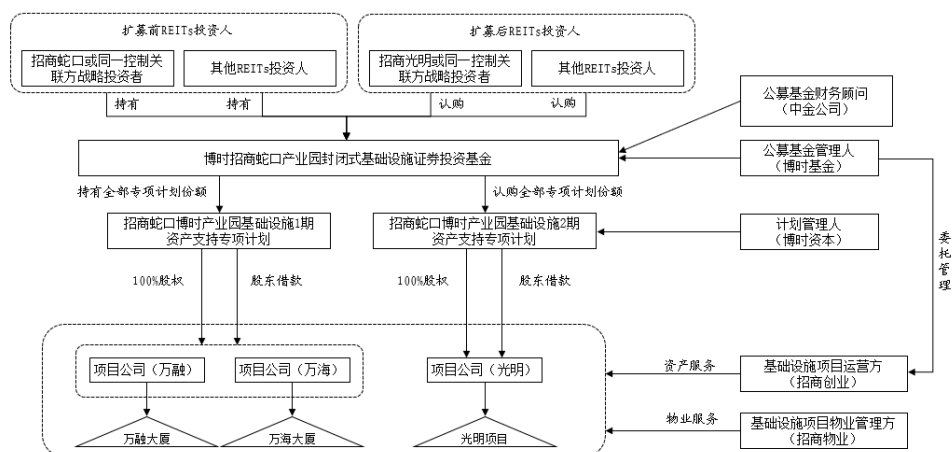 扩募前REITs投资人
扩募后REITs投资人
招商蛇口或同一控制关
联方战略投资者
其他REITs投资人
招商光明或同一控制关
联方战略投资者
其他REITs投资人
持有
持有
认购
认购
公募基金财务顾问
（中金公司）
博时招商蛇口产业园封闭式基础设施证券投资基金
公募基金管理人
（博时基金）
持有全部专项计划份额
认购全部专项计划份额
招商蛇口博时产业园基础设施1期
资产支持专项计划
招商蛇口博时产业园基础设施2期
资产支持专项计划
计划管理人
（博时资本）
委托管理
100%股权
股东借款
100%股权
股东借款
项目公司（万融）
项目公司（万海）
项目公司（光明）
资产服务
基础设施项目运营方
（招商创业）
万融大厦
万海大厦
光明项目
物业服务
基础设施项目物业管理方
（招商物业）